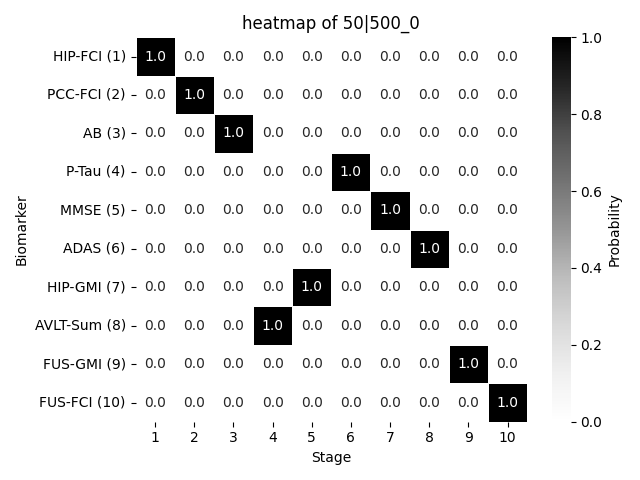 heatmap of 50|500_0
HIP-FCI (1) 1.0 0.0 0.0 0.0 0.0 0.0 0.0 0.0 0.0 0.0
PCC-FCI (2) 0.0 1.0 0.0 0.0 0.0 0.0 0.0 0.0 0.0 0.0
AB (3) 0.0 0.0 1.0 0.0 0.0 0.0 0.0 0.0 0.0 0.0
P-Tau (4) 0.0 0.0 0.0 0.0 0.0 1.0 0.0 0.0 0.0 0.0
MMSE (5) 0.0 0.0 0.0 0.0 0.0 0.0 1.0 0.0 0.0 0.0
ADAS (6) 0.0 0.0 0.0 0.0 0.0 0.0 0.0 1.0 0.0 0.0
HIP-GMI (7) 0.0 0.0 0.0 0.0 1.0 0.0 0.0 0.0 0.0 0.0
AVLT-Sum (8) 0.0 0.0 0.0 1.0 0.0 0.0 0.0 0.0 0.0 0.0
FUS-GMI (9) 0.0 0.0 0.0 0.0 0.0 0.0 0.0 0.0 1.0 0.0
FUS-FCI (10) 0.0 0.0 0.0 0.0 0.0 0.0 0.0 0.0 0.0 1.0
1 2 3 4 5 6 7 8 9 10
Stage
Biomarker
1.0
0.8
0.6
0.4
0.2
0.0
Probability